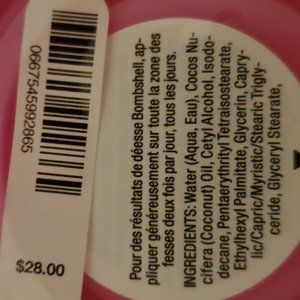 0667545992865
$28.00
Pour des résultats de déesse Bombshell, ap-
pliquer généreusement sur toute la zone des
fesses deux fois par jour, tous les jours.
INGREDIENTS: Water (Aqua, Eau), Cocos Nu-
cifera (Coconut) Oil, Cetyl Alcohol, Isodo-
decane, Pentaerythrityl Tetraisostearate,
Ethylhexyl Palmitate, Glycerin, Capry-
lic/Capric/Myristic/Stearic Trigly-
ceride, Glyceryl Stearate,